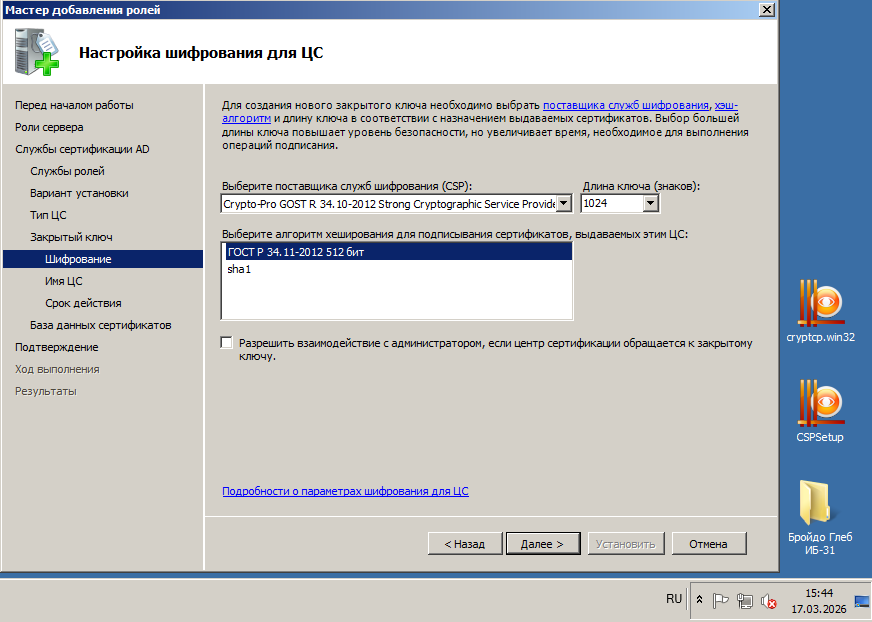 Мастер добавления ролей
Настройка шифрования для ЦС
Перед началом работы
Роли сервера
Службы сертификации AD
Службы ролей
Вариант установки
Тип ЦС
Закрытый ключ
Шифрование
Имя ЦС
Срок действия
База данных сертификатов
Подтверждение
Ход выполнения
Результаты
Для создания нового закрытого ключа необходимо выбрать поставщика служб шифрования, хэш-
алгоритм и длину ключа в соответствии с назначением выдаваемых сертификатов. Выбор большей
длины ключа повышает уровень безопасности, но увеличивает время, необходимое для выполнения
операций подписания.
Выберите поставщика служб шифрования (CSP):
Длина ключа (знаков):
Crypto-Pro GOST R 34.10-2012 Strong Cryptographic Service Provide
1024
Выберите алгоритм хеширования для подписывания сертификатов, выдаваемых этим ЦС:
ГОСТ Р 34.11-2012 512 бит
sha1
Разрешить взаимодействие с администратором, если центр сертификации обращается к закрытому
ключу.
Подробности о параметрах шифрования для ЦС
< Назад
Далее >
Установить
Отмена
cryptcp.win32
CSPSetup
Бройдо Глеб
ИБ-31
RU
15:44
17.03.2026